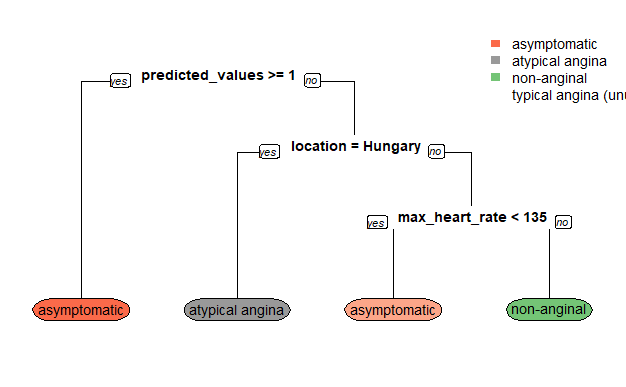 asymptomatic
atypical angina
non-anginal
typical angina (unu
predicted_values >= 1
yes
no
location = Hungary
yes
no
max_heart_rate < 135
yes
no
asymptomatic
atypical angina
asymptomatic
non-anginal